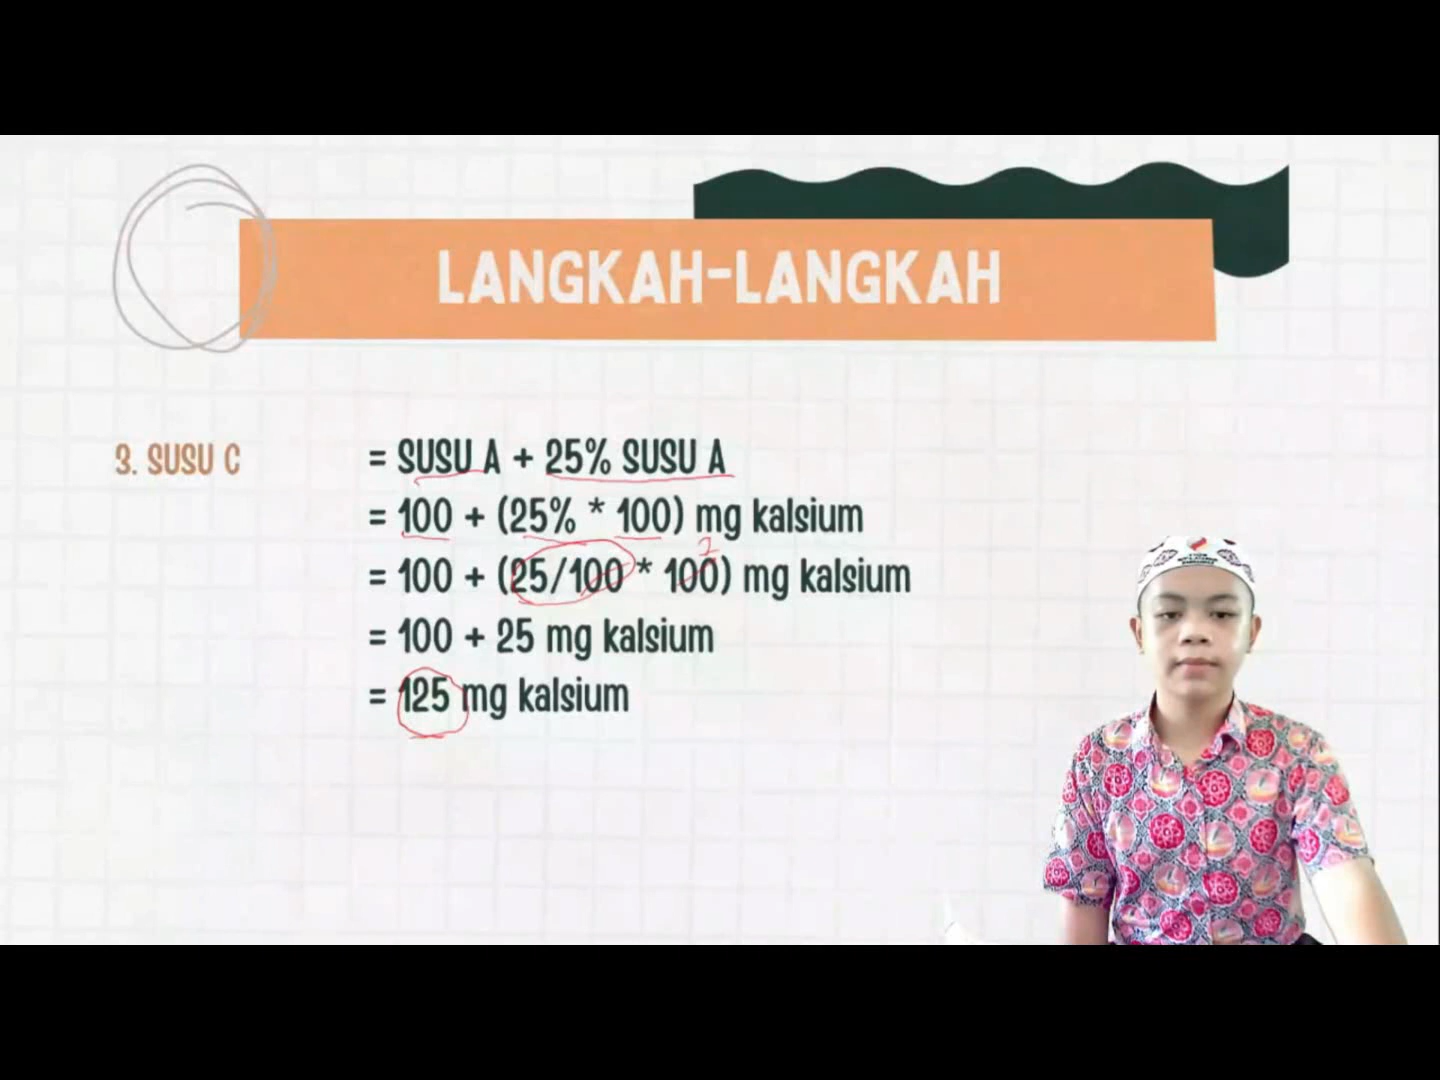 LANGKAH-LANGKAH
3. SUSU C = SUSU A + 25% SUSU A
= 100 + (25% * 100) mg kalsium
= 100 + (25/100 * 100) mg kalsium
= 100 + 25 mg kalsium
= 125 mg kalsium